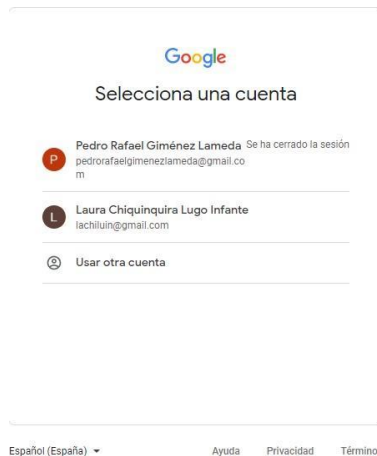 Google
Selecciona una cuenta
P
Pedro Rafael Giménez Lameda Se ha cerrado la sesión
pedrorafaelgimenezlameda@gmail.co
m
L
Laura Chiquinquira Lugo Infante
lachiluin@gmail.com
Usar otra cuenta
Español (España) Ayuda Privacidad Término